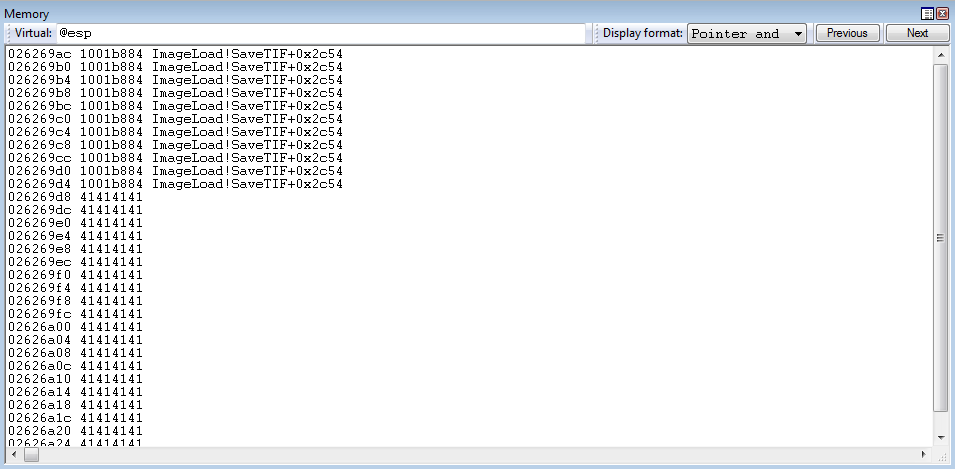 Memory
Virtual: @esp Display format: Pointer and Previous Next
026269ac 1001b884 ImageLoad!SaveTIF+0x2c54
026269b0 1001b884 ImageLoad!SaveTIF+0x2c54
026269b4 1001b884 ImageLoad!SaveTIF+0x2c54
026269b8 1001b884 ImageLoad!SaveTIF+0x2c54
026269bc 1001b884 ImageLoad!SaveTIF+0x2c54
026269c0 1001b884 ImageLoad!SaveTIF+0x2c54
026269c4 1001b884 ImageLoad!SaveTIF+0x2c54
026269c8 1001b884 ImageLoad!SaveTIF+0x2c54
026269cc 1001b884 ImageLoad!SaveTIF+0x2c54
026269d0 1001b884 ImageLoad!SaveTIF+0x2c54
026269d4 1001b884 ImageLoad!SaveTIF+0x2c54
026269d8 41414141
026269dc 41414141
026269e0 41414141
026269e4 41414141
026269e8 41414141
026269ec 41414141
026269f0 41414141
026269f4 41414141
026269f8 41414141
026269fc 41414141
02626a00 41414141
02626a04 41414141
02626a08 41414141
02626a0c 41414141
02626a10 41414141
02626a14 41414141
02626a18 41414141
02626a1c 41414141
02626a20 41414141
02626a24 41414141